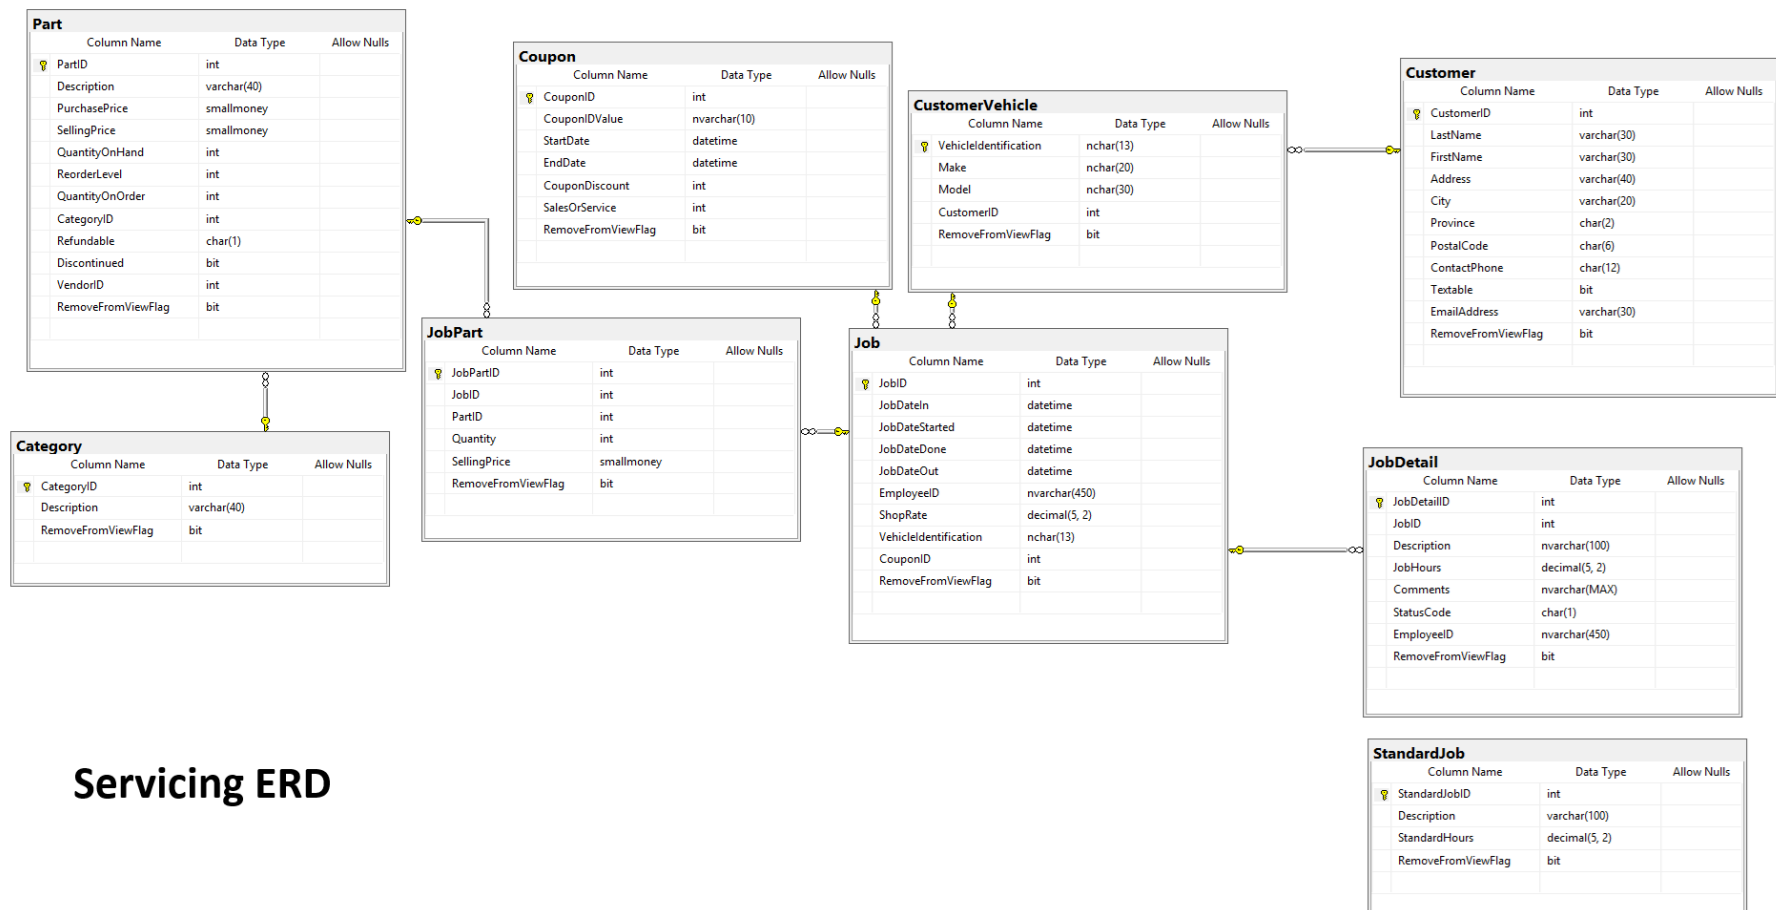 Part
Column Name Data Type Allow Nulls
PartID int
Description varchar(40)
PurchasePrice smallmoney
SellingPrice smallmoney
QuantityOnHand int
ReorderLevel int
QuantityOnOrder int
CategoryID int
Refundable char(1)
Discontinued bit
VendorID int
RemoveFromViewFlag bit
Coupon
Column Name Data Type Allow Nulls
CouponID int
CouponIDValue nvarchar(10)
StartDate datetime
EndDate datetime
CouponDiscount int
SalesOrService int
RemoveFromViewFlag bit
CustomerVehicle
Column Name Data Type Allow Nulls
VehicleIdentification nchar(13)
Make nchar(20)
Model nchar(30)
CustomerID int
RemoveFromViewFlag bit
Customer
Column Name Data Type Allow Nulls
CustomerID int
LastName varchar(30)
FirstName varchar(30)
Address varchar(40)
City varchar(20)
Province char(2)
PostalCode char(6)
ContactPhone char(12)
Textable bit
EmailAddress varchar(30)
RemoveFromViewFlag bit
JobPart
Column Name Data Type Allow Nulls
JobPartID int
JobID int
PartID int
Quantity int
SellingPrice smallmoney
RemoveFromViewFlag bit
Job
Column Name Data Type Allow Nulls
JobID int
JobDateIn datetime
JobDateStarted datetime
JobDateDone datetime
JobDateOut datetime
EmployeeID nvarchar(450)
ShopRate decimal(5, 2)
VehicleIdentification nchar(13)
CouponID int
RemoveFromViewFlag bit
Category
Column Name Data Type Allow Nulls
CategoryID int
Description varchar(40)
RemoveFromViewFlag bit
JobDetail
Column Name Data Type Allow Nulls
JobDetailID int
JobID int
Description nvarchar(100)
JobHours decimal(5, 2)
Comments nvarchar(MAX)
StatusCode char(1)
EmployeeID nvarchar(450)
RemoveFromViewFlag bit
StandardJob
Column Name Data Type Allow Nulls
StandardJobID int
Description varchar(100)
StandardHours decimal(5, 2)
RemoveFromViewFlag bit
Servicing ERD